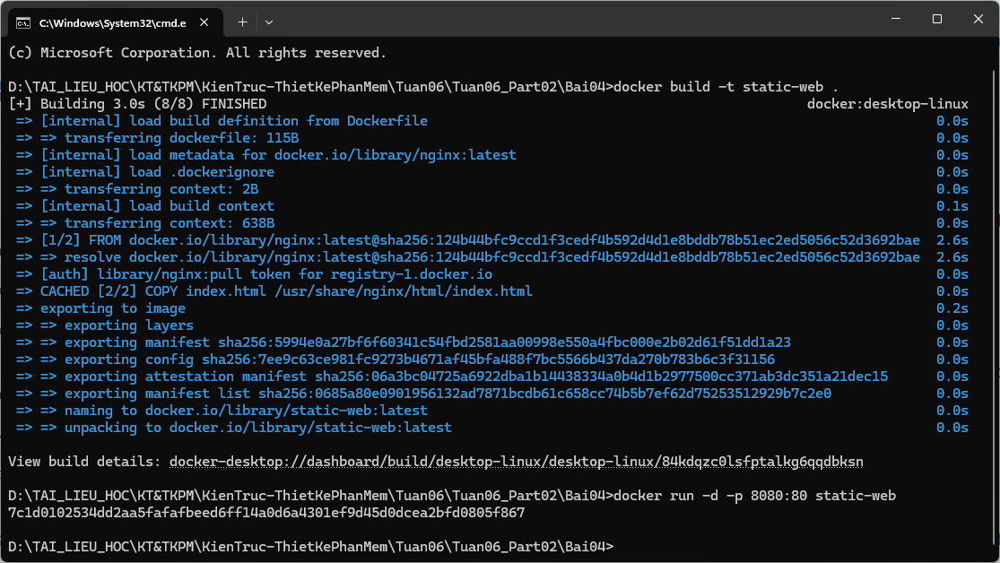 C:\Windows\System32\cmd.e
(c) Microsoft Corporation. All rights reserved.
D:\TAI_LIEU_HOC\KT&TKPM\KienTruc-ThietKePhanMem\Tuan06\Tuan06_Part02\Bai04>docker build -t static-web .
[+] Building 3.0s (8/8) FINISHED docker:desktop-linux
=> [internal] load build definition from Dockerfile 0.0s
=> => transferring dockerfile: 115B 0.0s
=> [internal] load metadata for docker.io/library/nginx:latest 0.0s
=> [internal] load .dockerignore 0.0s
=> => transferring context: 2B 0.0s
=> [internal] load build context 0.1s
=> => transferring context: 638B 0.0s
=> [1/2] FROM docker.io/library/nginx:latest@sha256:124b44bfc9ccd1f3cedf4b592d4d1e8bddb78b51ec2ed5056c52d3692bae 2.6s
=> => resolve docker.io/library/nginx:latest@sha256:124b44bfc9ccd1f3cedf4b592d4d1e8bddb78b51ec2ed5056c52d3692bae 2.6s
=> [auth] library/nginx:pull token for registry-1.docker.io 0.0s
=> CACHED [2/2] COPY index.html /usr/share/nginx/html/index.html 0.0s
=> exporting to image 0.2s
=> => exporting layers 0.0s
=> => exporting manifest sha256:5994e0a27bf6f60341c54fbd2581aa00998e550a4fbc000e2b02d61f51dd1a23 0.0s
=> => exporting config sha256:7ee9c63ce981fc9273b4671af45bfa488f7bc5566b437da270b783b6c3f31156 0.0s
=> => exporting attestation manifest sha256:06a3bc04725a6922dba1b14438334a0b4d1b2977500cc371ab3dc351a21dec15 0.0s
=> => exporting manifest list sha256:0685a80e0901956132ad7871bcdb61c658cc74b5b7ef62d75253512929b7c2e0 0.0s
=> => naming to docker.io/library/static-web:latest 0.0s
=> => unpacking to docker.io/library/static-web:latest 0.0s
View build details: docker-desktop://dashboard/build/desktop-linux/desktop-linux/84kdqzc0lsfptalkg6qqdbksn
D:\TAI_LIEU_HOC\KT&TKPM\KienTruc-ThietKePhanMem\Tuan06\Tuan06_Part02\Bai04>docker run -d -p 8080:80 static-web
7c1d0102534dd2aa5fafafbeed6ff14a0d6a4301ef9d45d0dcea2bfd0805f867
D:\TAI_LIEU_HOC\KT&TKPM\KienTruc-ThietKePhanMem\Tuan06\Tuan06_Part02\Bai04>